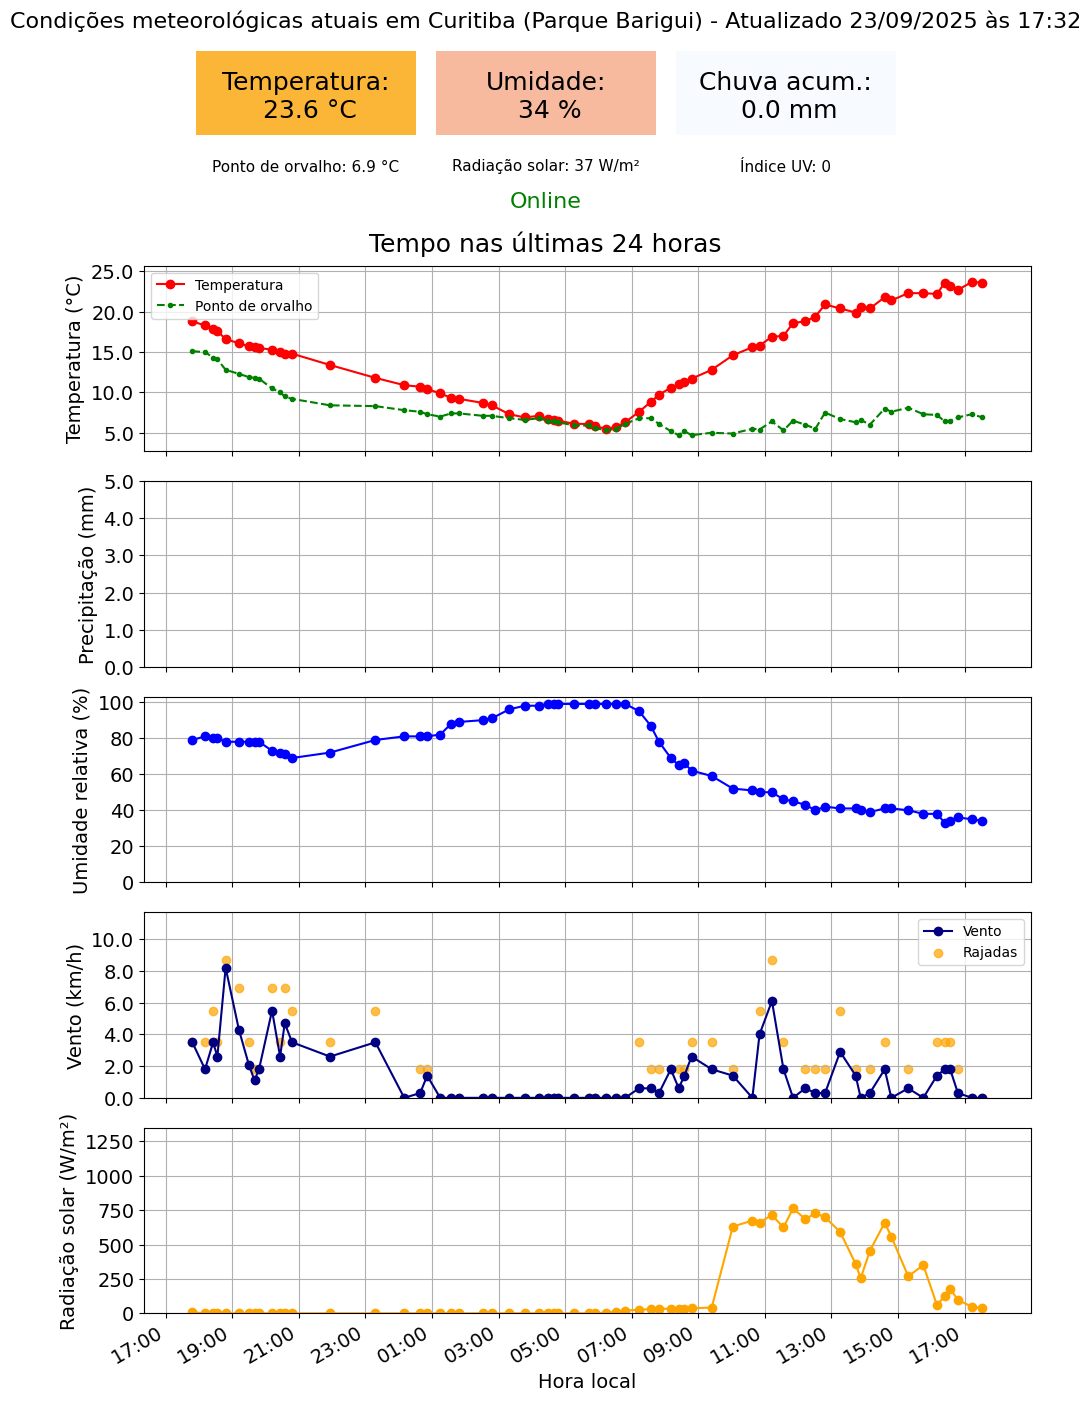 Condições meteorológicas atuais em Curitiba (Parque Barigui) - Atualizado 23/09/2025 às 17:32
Temperatura:
23.6 °C
Umidade:
34 %
Chuva acum.:
0.0 mm
Ponto de orvalho: 6.9 °C
Radiação solar: 37 W/m²
Índice UV: 0
Online
Tempo nas últimas 24 horas
Temperatura (°C)
25.0
20.0
15.0
10.0
5.0
Temperatura
Ponto de orvalho
Precipitação (mm)
5.0
4.0
3.0
2.0
1.0
0.0
Umidade relativa (%)
100
80
60
40
20
0
Vento (km/h)
10.0
8.0
6.0
4.0
2.0
0.0
Vento
Rajadas
Radiação solar (W/m²)
1250
1000
750
500
250
0
17:00
19:00
21:00
23:00
01:00
03:00
05:00
07:00
09:00
11:00
13:00
15:00
17:00
Hora local